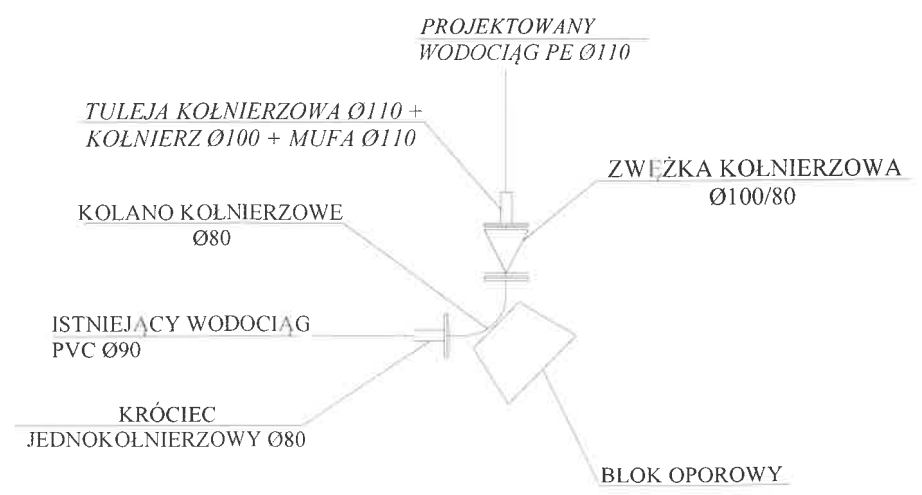 PROJEKTOWANY
WODOCIĄG PE Ø110
TULEJA KOŁNIERZOWA Ø110 +
KOŁNIERZ Ø100 + MUFA Ø110
ZWĘŻKA KOŁNIERZOWA
Ø100/80
KOLANO KOŁNIERZOWE
Ø80
ISTNIEJĄCY WODOCIĄG
PVC Ø90
KRÓCIEC
JEDNOKOŁNIERZOWY Ø80
BLOK OPOROWY